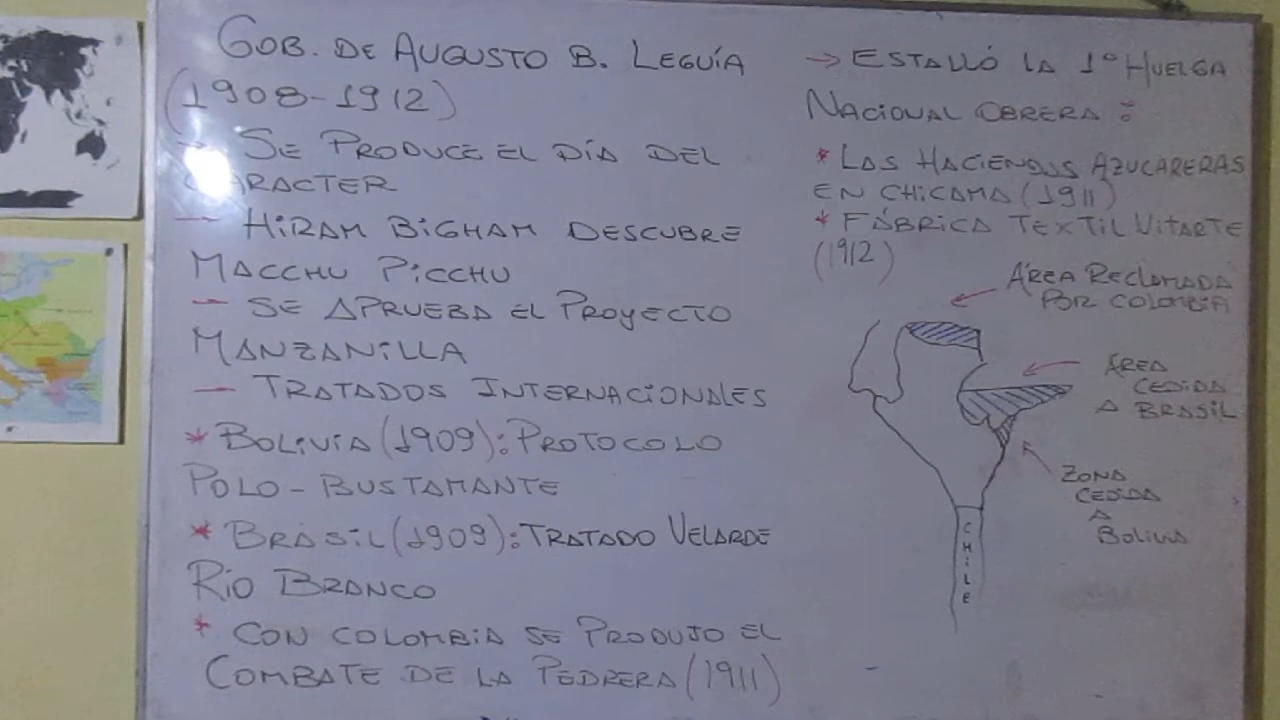 GOB. DE AUGUSTO B. LEGUÍA
(1908-1912)
→ SE PRODUCE EL DÍA DEL
CARACTER
— HIRAM BIGHAM DESCUBRE
MACCHU PICCHU
— SE APRUEBA EL PROYECTO
MANZANILLA
— TRATADOS INTERNACIONALES
* BOLIVIA (1909): PROTOCOLO
POLO - BUSTAMANTE
* BRASIL (1909): TRATADO VELARDE
RÍO BRANCO
* CON COLOMBIA SE PRODUJO EL
COMBATE DE LA PEDRERA (1911)
→ ESTALLÓ LA 1° HUELGA
NACIONAL OBRERA:
* LAS HACIENDAS AZUCARERAS
EN CHICAMA (1911)
* FÁBRICA TEXTIL VITARTE
(1912)
ÁREA RECLAMADA
POR COLOMBIA
ÁREA
CEDIDA
A BRASIL
ZONA
CEDIDA
A
BOLIVIA
CHILE